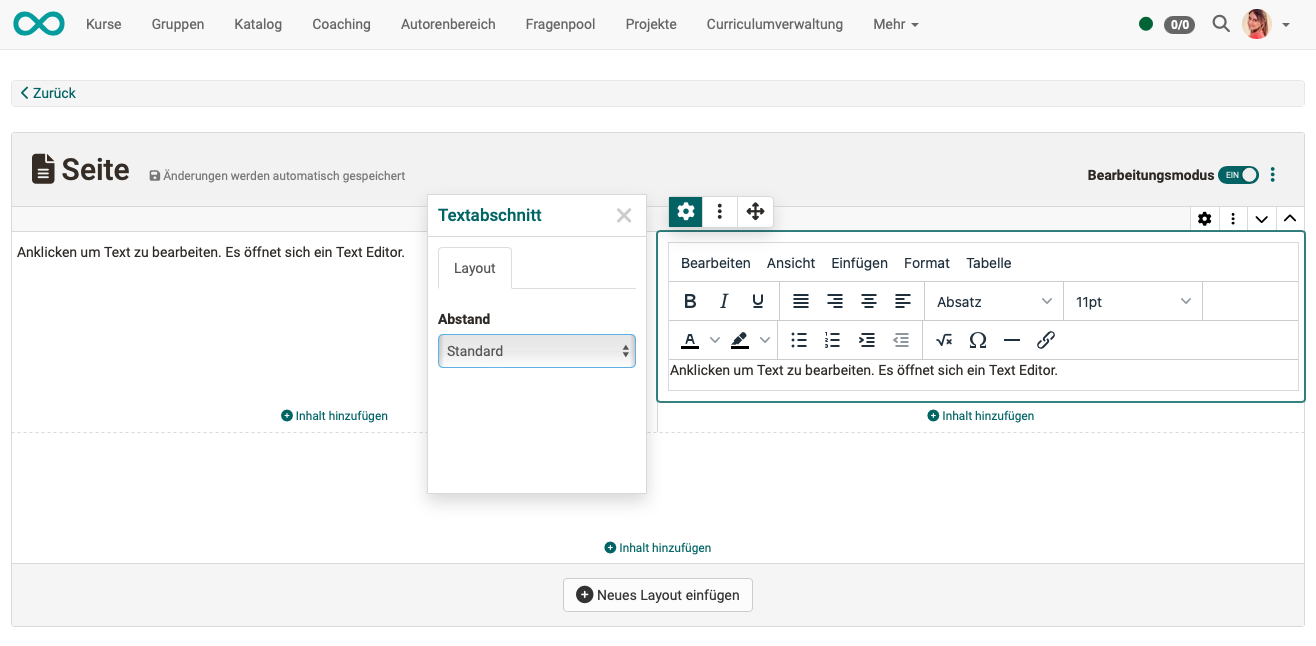 Kurse Gruppen Katalog Coaching Autorenbereich Fragenpool Projekte Curriculumverwaltung Mehr 0/0
Zurück
Seite Änderungen werden automatisch gespeichert Bearbeitungsmodus EIN
Textabschnitt
Layout
Abstand
Standard
Anklicken um Text zu bearbeiten. Es öffnet sich ein Text Editor.
Inhalt hinzufügen
Bearbeiten Ansicht Einfügen Format Tabelle
B I U Absatz 11pt
A
Anklicken um Text zu bearbeiten. Es öffnet sich ein Text Editor.
Inhalt hinzufügen
Inhalt hinzufügen
Neues Layout einfügen